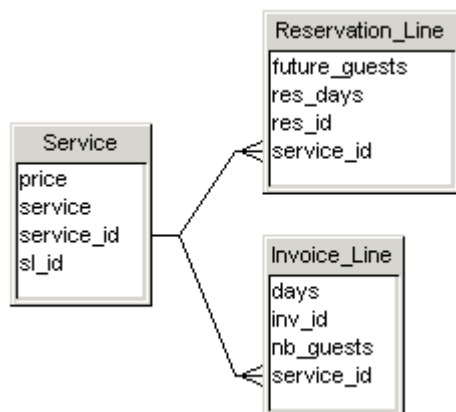 Service
price
service
service_id
sl_id
Reservation_Line
future_guests
res_days
res_id
service_id
Invoice_Line
days
inv_id
nb_guests
service_id